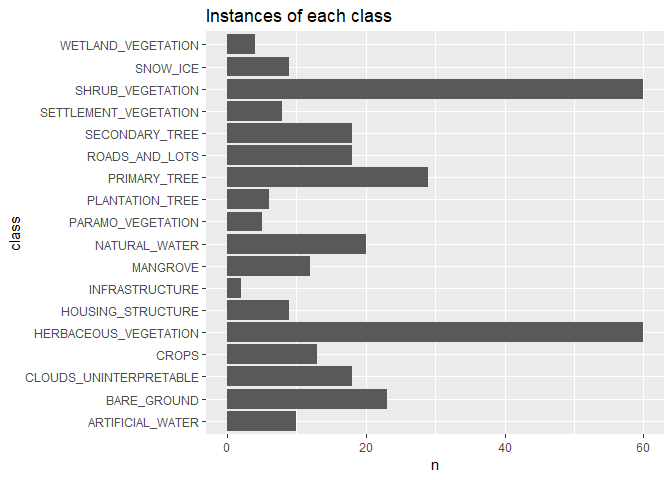 Instances of each class
WETLAND_VEGETATION
SNOW_ICE
SHRUB_VEGETATION
SETTLEMENT_VEGETATION
SECONDARY_TREE
ROADS_AND_LOTS
PRIMARY_TREE
PLANTATION_TREE
PARAMO_VEGETATION
NATURAL_WATER
MANGROVE
INFRASTRUCTURE
HOUSING_STRUCTURE
HERBACEOUS_VEGETATION
CROPS
CLOUDS_UNINTERPRETABLE
BARE_GROUND
ARTIFICIAL_WATER
class
0 20 40 60
n